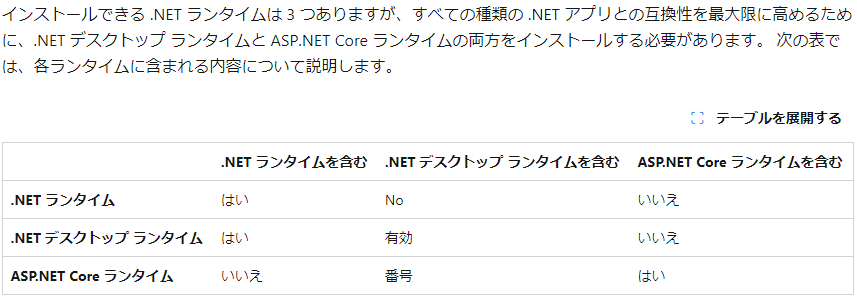 インストールできる .NET ランタイムは 3 つありますが、すべての種類の .NET アプリとの互換性を最大限に高めるため
に、.NET デスクトップ ランタイムと ASP.NET Core ランタイムの両方をインストールする必要があります。 次の表で
は、各ランタイムに含まれる内容について説明します。
テーブルを展開する
.NET ランタイムを含む .NET デスクトップ ランタイムを含む ASP.NET Core ランタイムを含む
.NET ランタイム はい No いいえ
.NET デスクトップ ランタイム はい 有効 いいえ
ASP.NET Core ランタイム いいえ 番号 はい